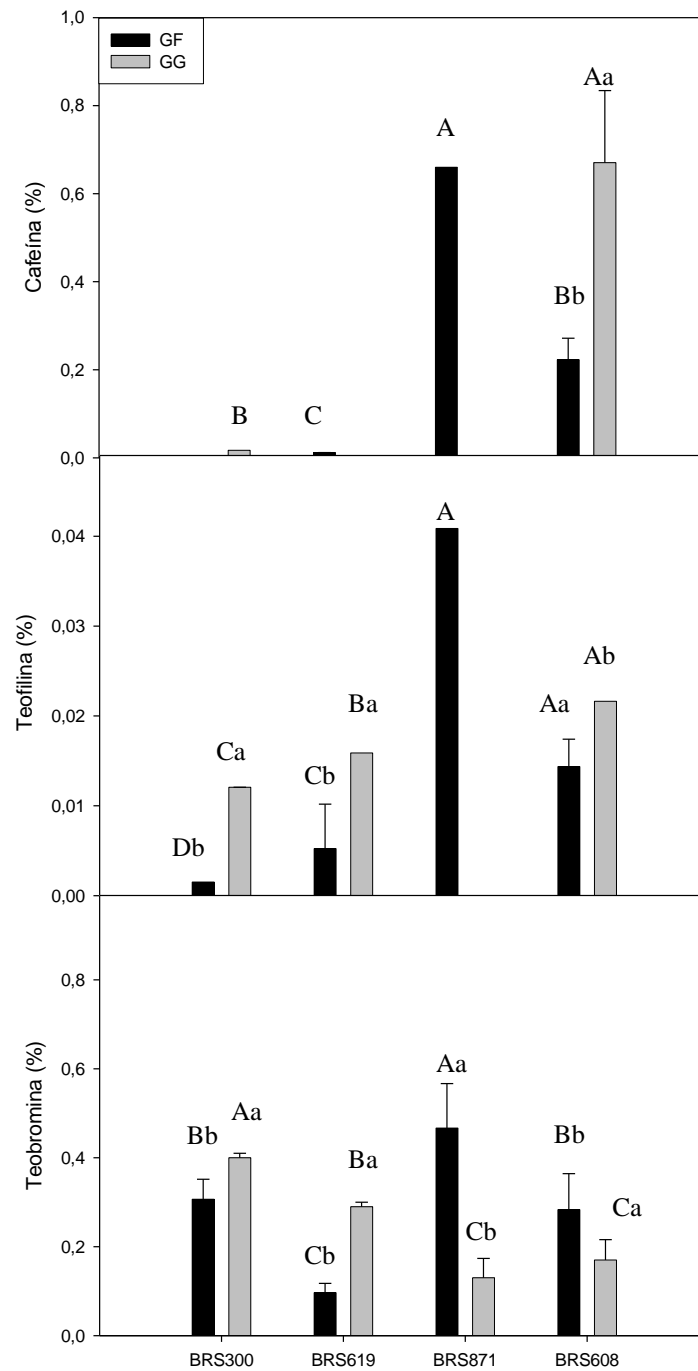 GF
GG
Cafeína (%)
1,0
0,8
0,6
0,4
0,2
0,0
B
C
A
Bb
Aa
Teofilina (%)
0,04
0,03
0,02
0,01
0,00
Db
Ca
Cb
Ba
A
Aa
Ab
Teobromina (%)
0,8
0,6
0,4
0,2
0,0
Bb
Aa
Cb
Ba
Aa
Cb
Bb
Ca
BRS300
BRS619
BRS871
BRS608